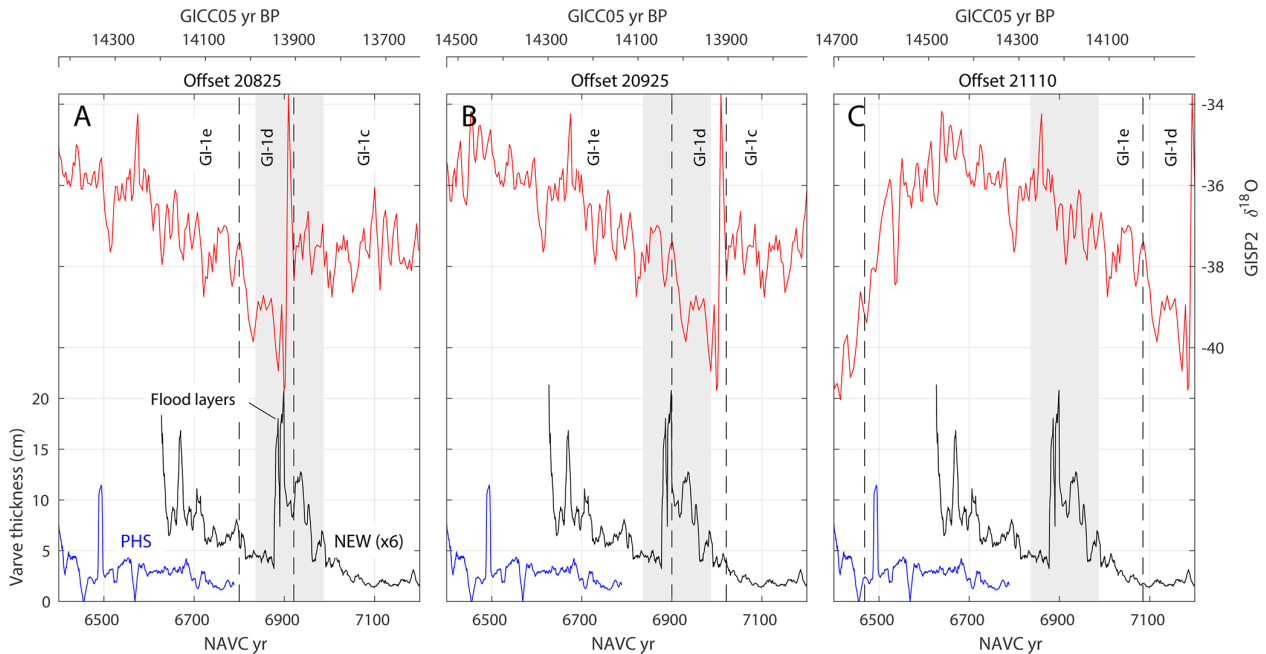 GICC05 yr BP GICC05 yr BP GICC05 yr BP
14300 14100 13900 13700 14500 14300 14100 13900 14700 14500 14300 14100
Offset 20825 Offset 20925 Offset 21110
A B C
GI-1e GI-1d GI-1c GI-1e GI-1d GI-1c GI-1e GI-1d
-34
-36
-38
-40
GISP2 δ18O
Flood layers
PHS NEW (x6)
Varve thickness (cm)
20
15
10
5
0
6500 6700 6900 7100 6500 6700 6900 7100 6500 6700 6900 7100
NAVC yr NAVC yr NAVC yr